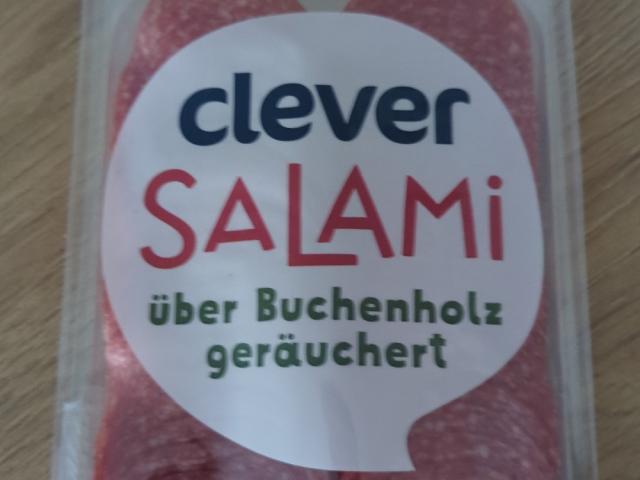 clever
SALAMi
über Buchenholz
geräuchert